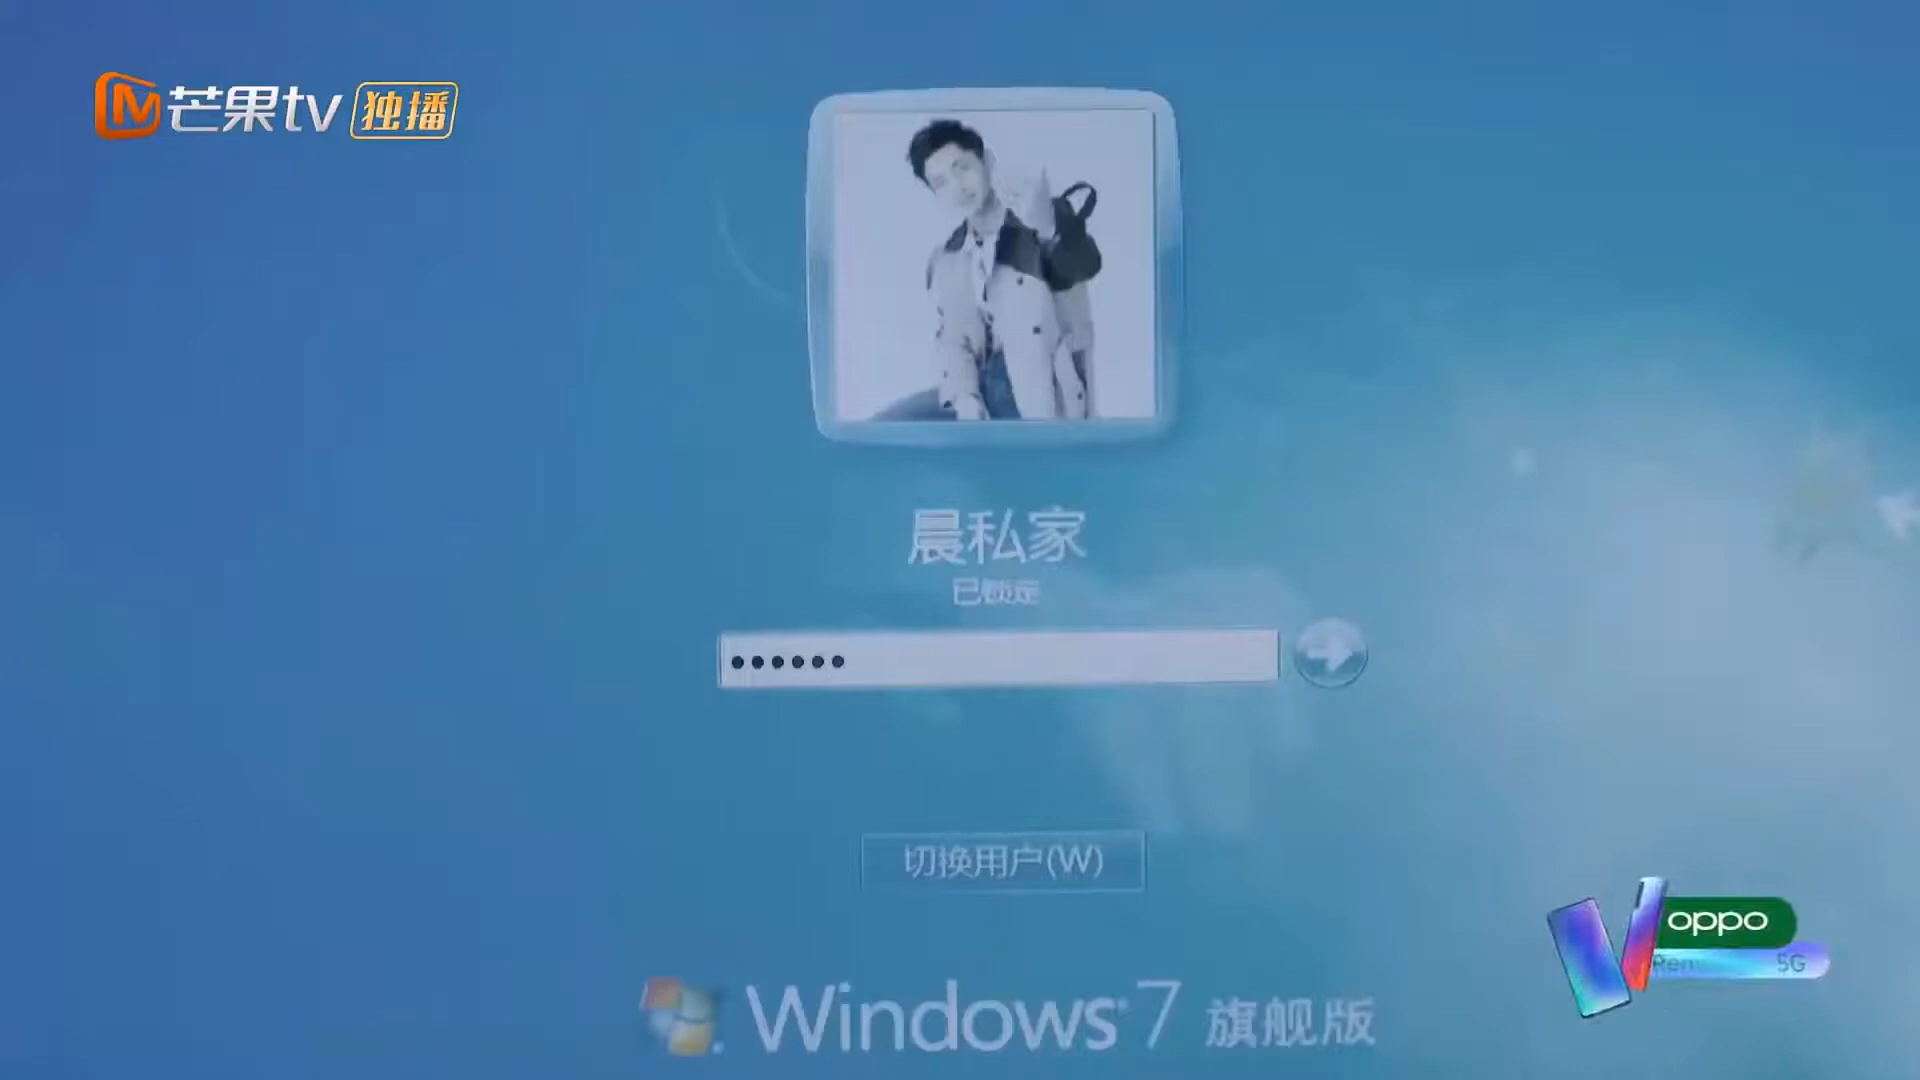 芒果tv 独播
晨私家
已锁定
切换用户(W)
oppo
Ren 5G
Windows 7 旗舰版